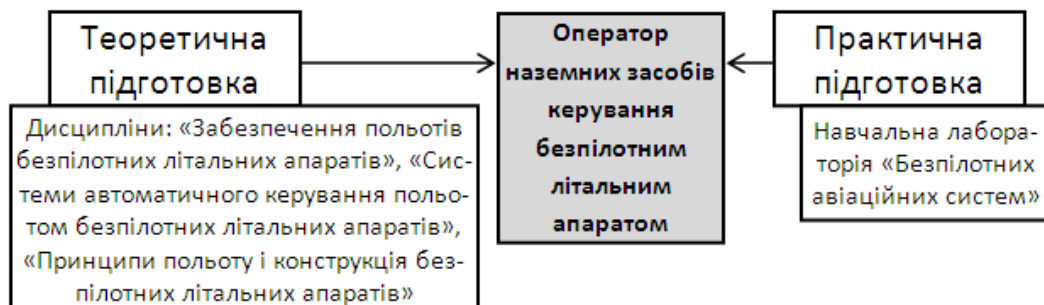 Теоретична
підготовка
Дисципліни: «Забезпечення польотів
безпілотних літальних апаратів», «Сис-
теми автоматичного керування польо-
том безпілотних літальних апаратів»,
«Принципи польоту і конструкція без-
пілотних літальних апаратів»
Оператор
наземних засобів
керування
безпілотним
літальним
апаратом
Практична
підготовка
Навчальна лабора-
торія «Безпілотних
авіаційних систем»